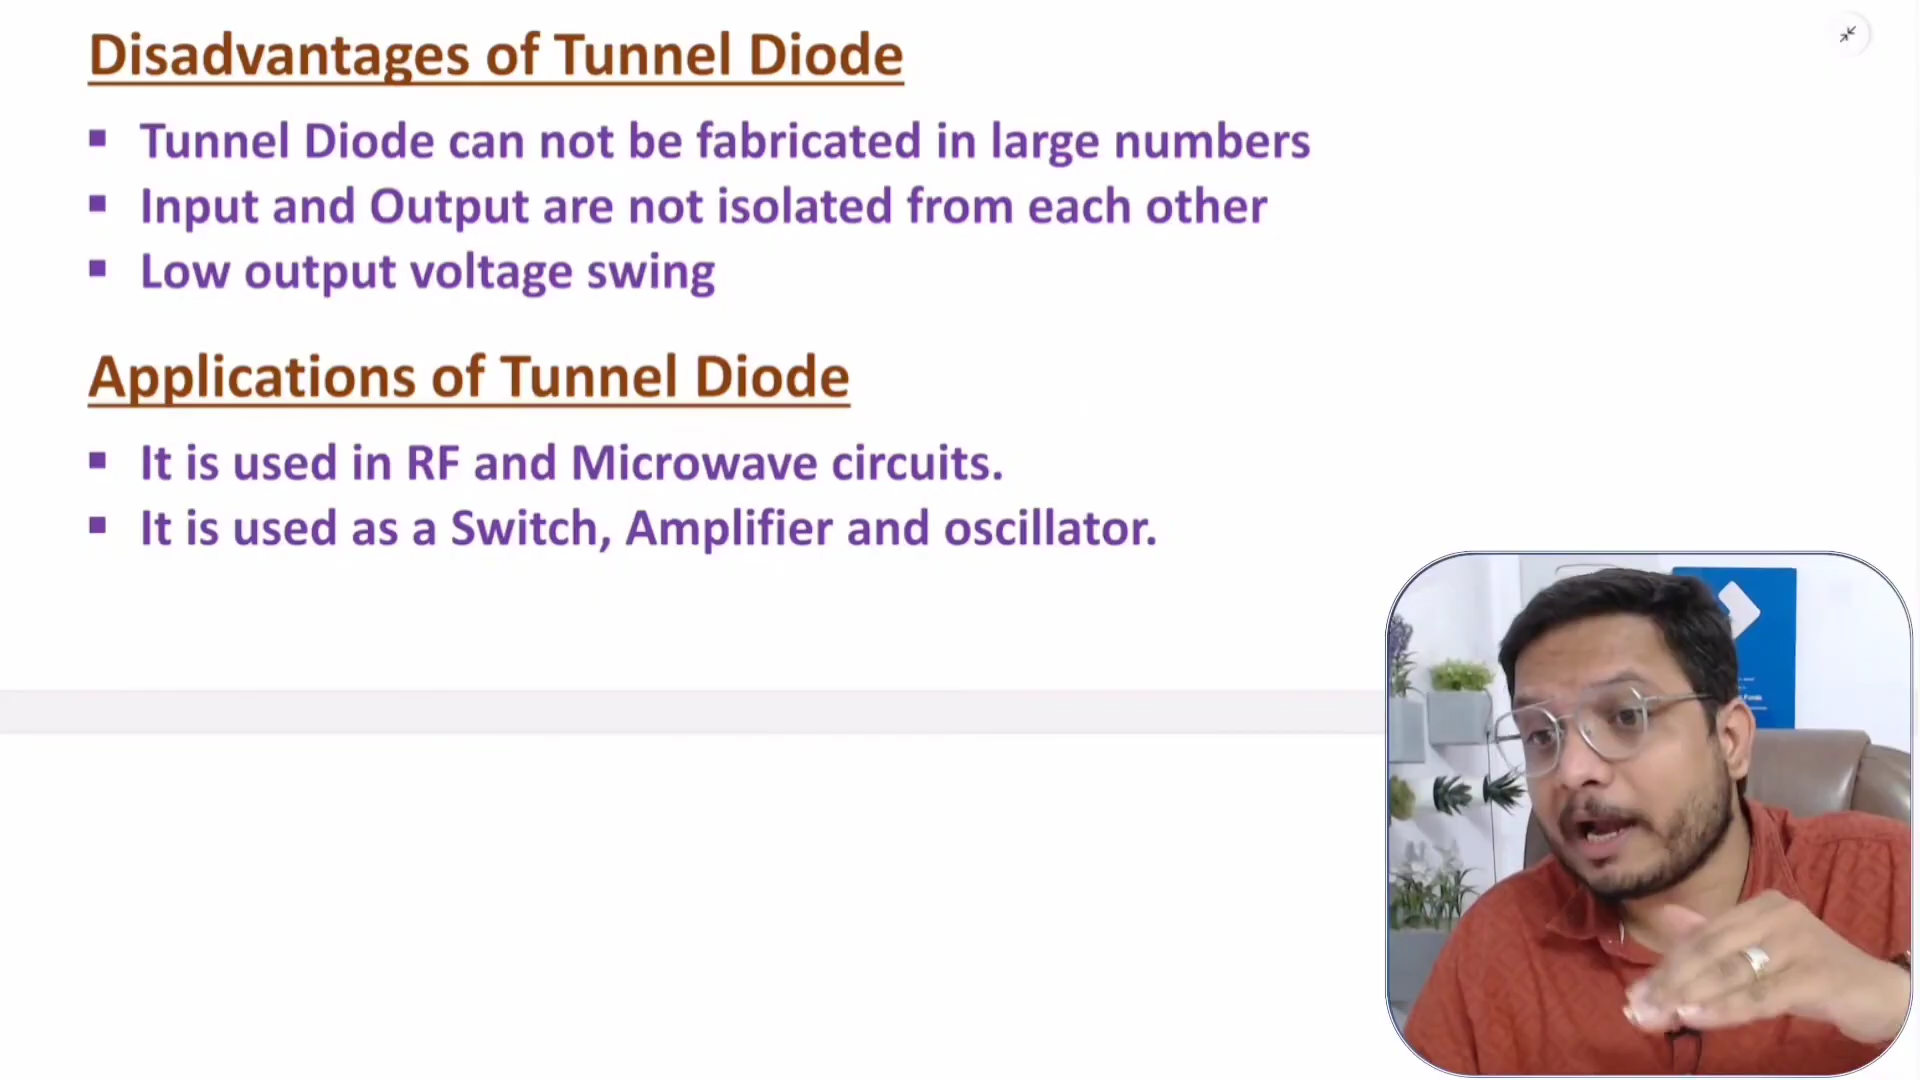 Disadvantages of Tunnel Diode
▪ Tunnel Diode can not be fabricated in large numbers
▪ Input and Output are not isolated from each other
▪ Low output voltage swing
Applications of Tunnel Diode
▪ It is used in RF and Microwave circuits.
▪ It is used as a Switch, Amplifier and oscillator.